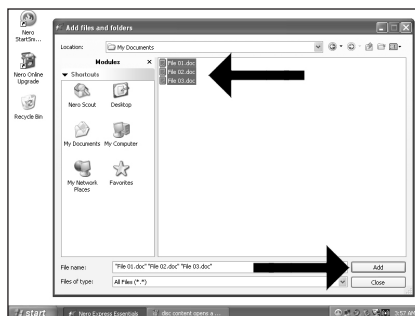 Nero
StartSm...
Nero Online
Upgrade
Recycle Bin
Add files and folders
Location: My Documents
Modules ×
Shortcuts
Nero Scout Desktop
My Documents My Computer
My Network
Places
Favorites
File 01.doc
File 02.doc
File 03.doc
File name: "File 01.doc" "File 02.doc" "File 03.doc"
Add
Files of type: All Files (*.*)
Close
start
Nero Express Essentials
disc content opens a ...
3:57 AM